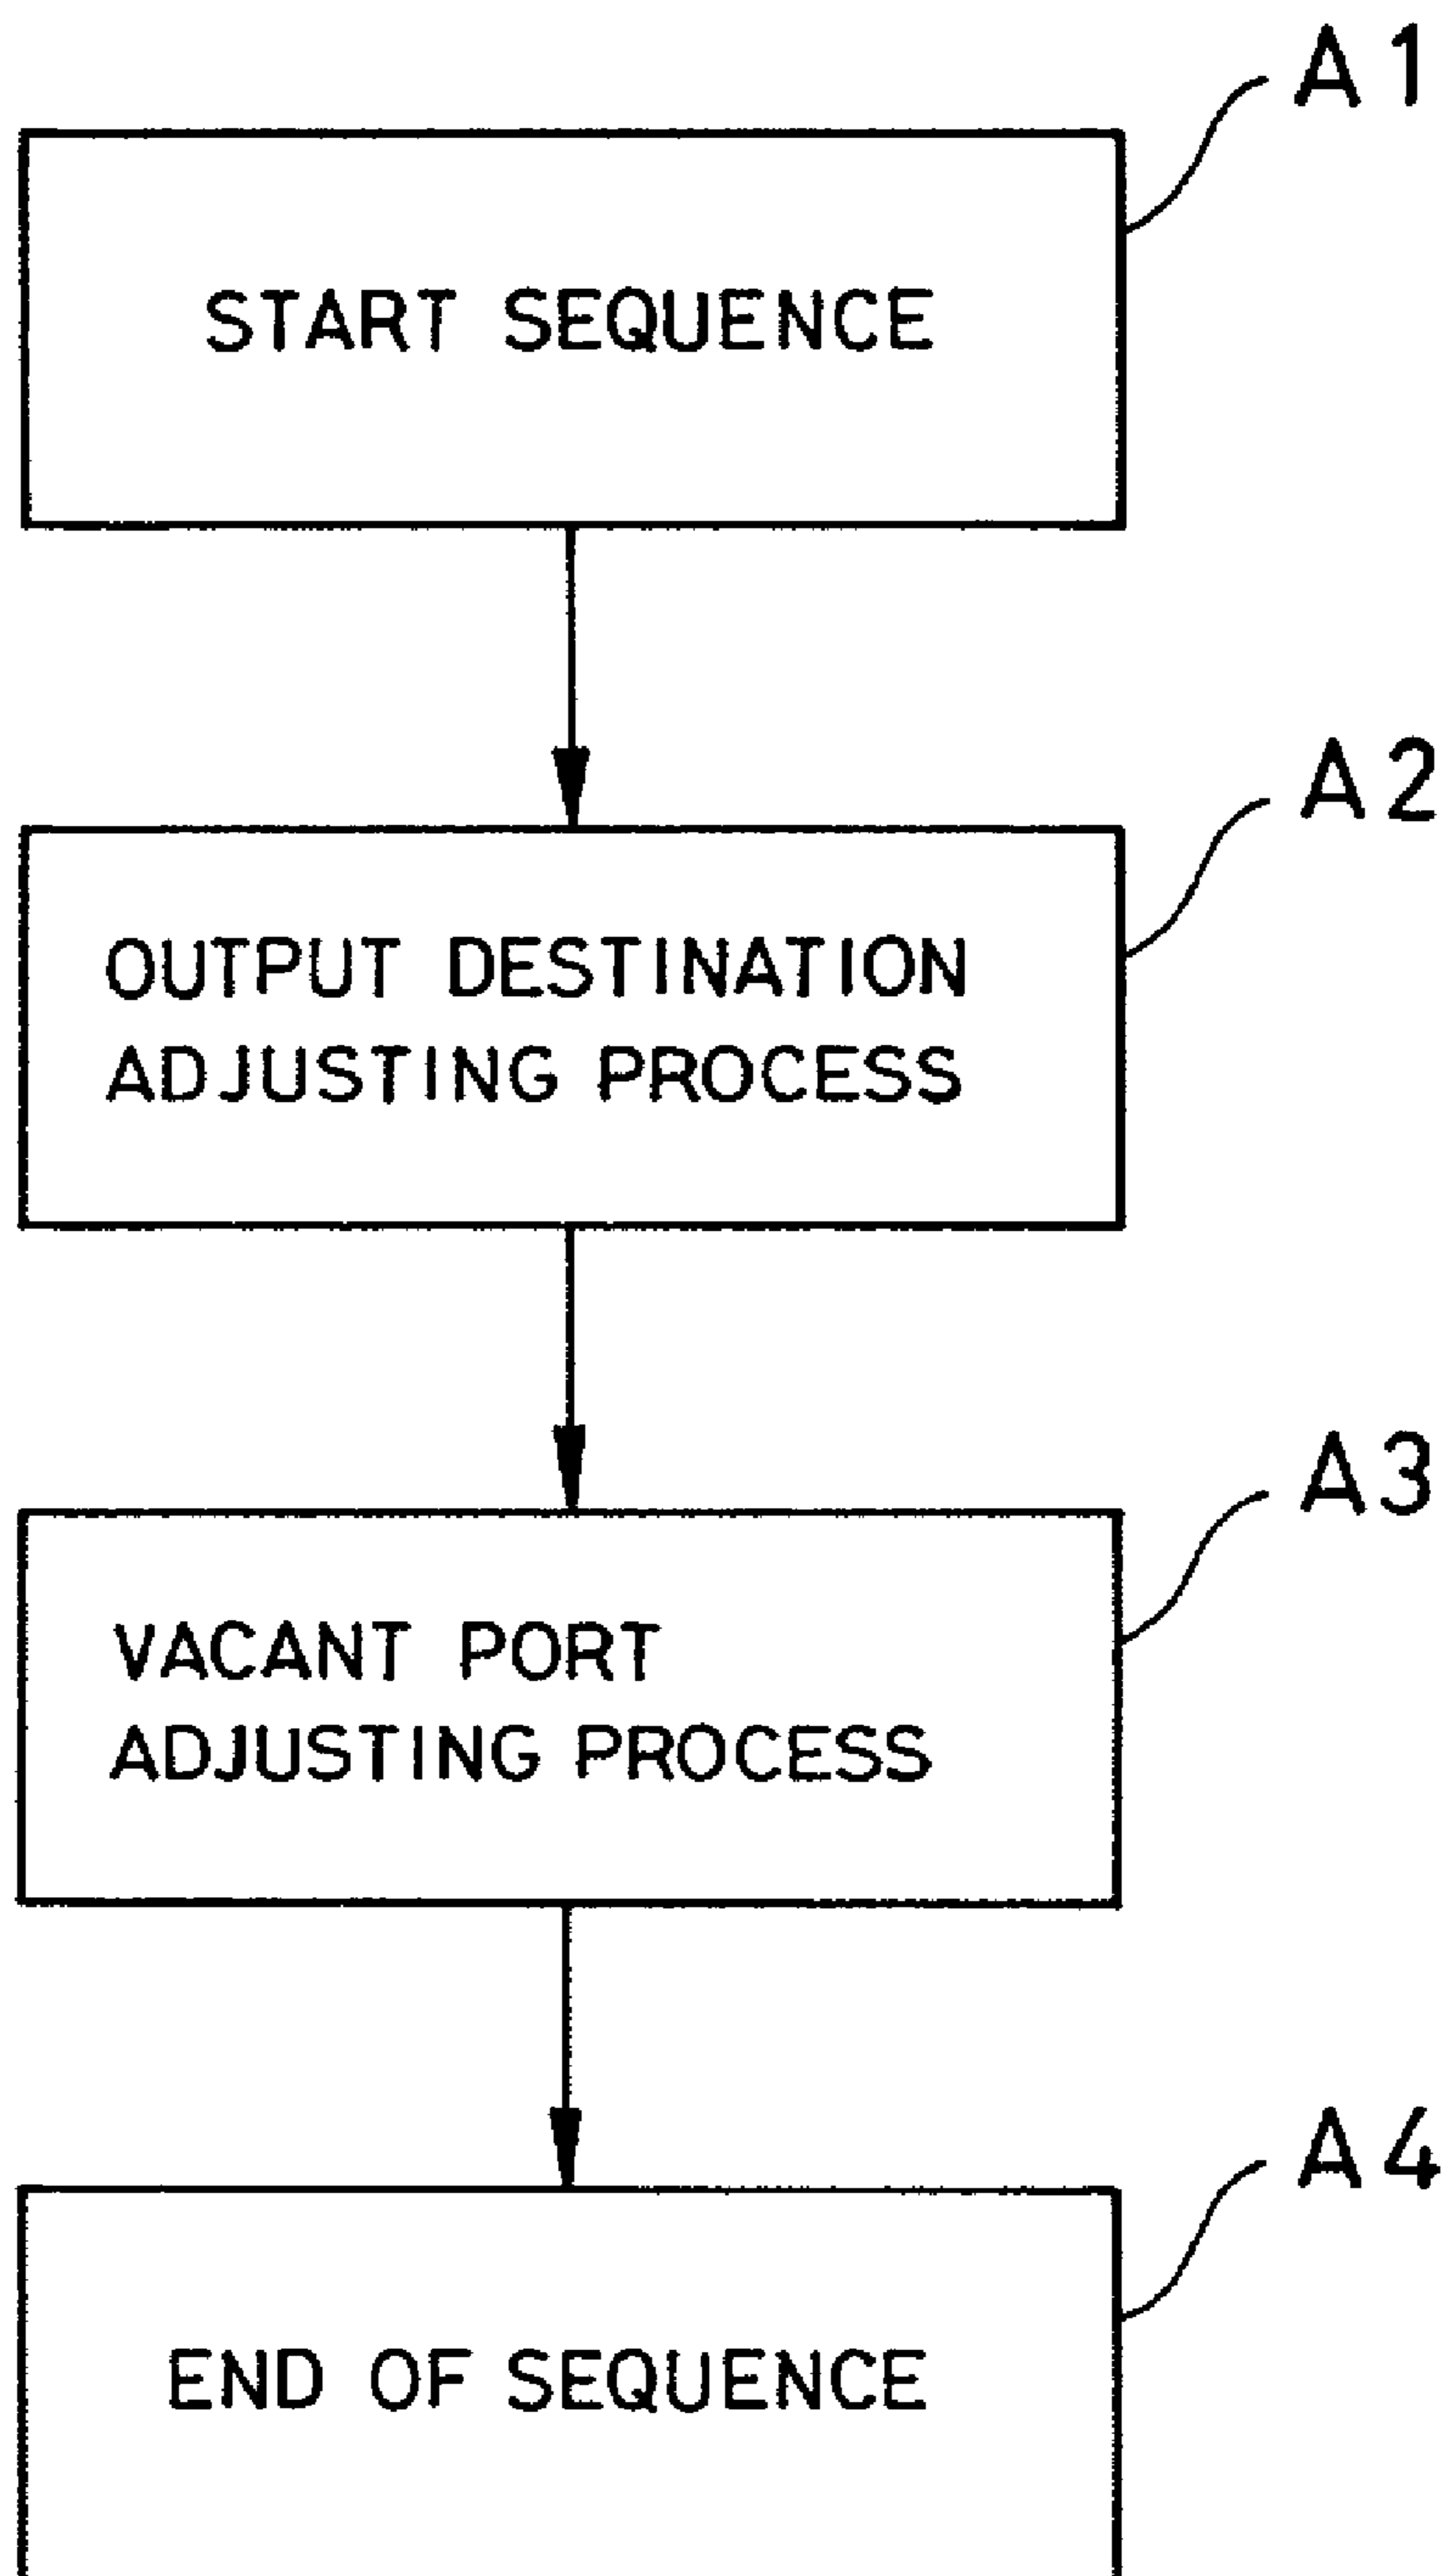 A1
START SEQUENCE
A2
OUTPUT DESTINATION
ADJUSTING PROCESS
A3
VACANT PORT
ADJUSTING PROCESS
A4
END OF SEQUENCE